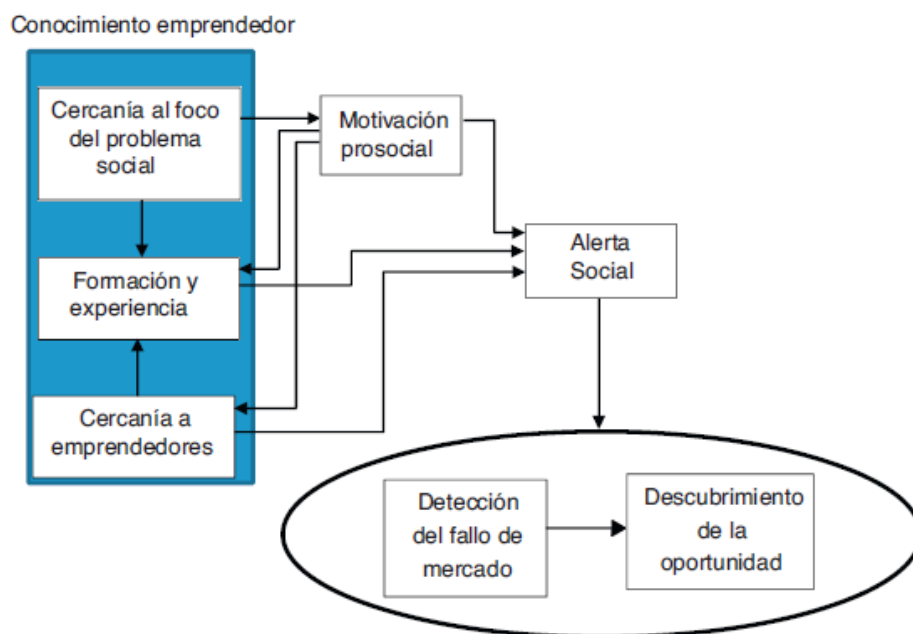 Conocimiento emprendedor
Cercanía al foco
del problema
social
Motivación
prosocial
Formación y
experiencia
Alerta
Social
Cercanía a
emprendedores
Detección
del fallo de
mercado
Descubrimiento
de la
oportunidad